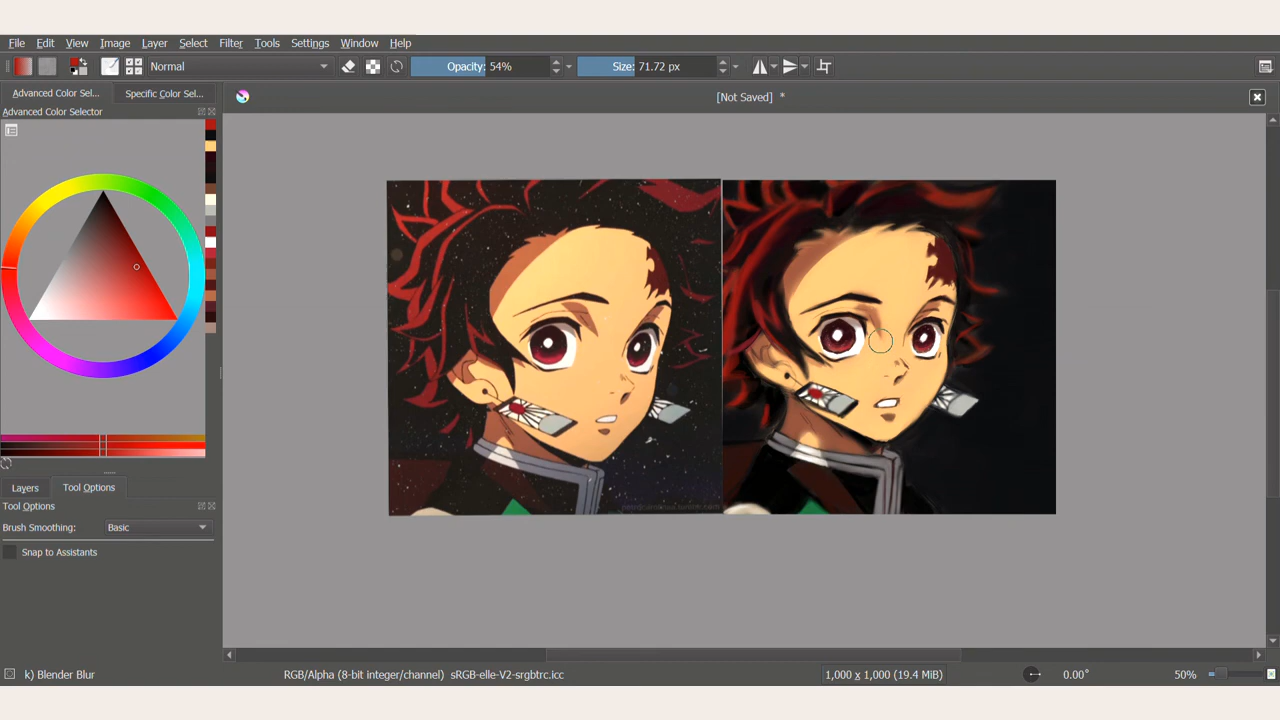 File Edit View Image Layer Select Filter Tools Settings Window Help
Normal Opacity: 54% Size: 71.72 px
Advanced Color Sel... Specific Color Sel... [Not Saved] *
Advanced Color Selector
Layers Tool Options
Tool Options
Brush Smoothing: Basic
Snap to Assistants
k) Blender Blur RGB/Alpha (8-bit integer/channel) sRGB-elle-V2-srgbtrc.icc 1,000 x 1,000 (19.4 MiB) 0.00° 50%